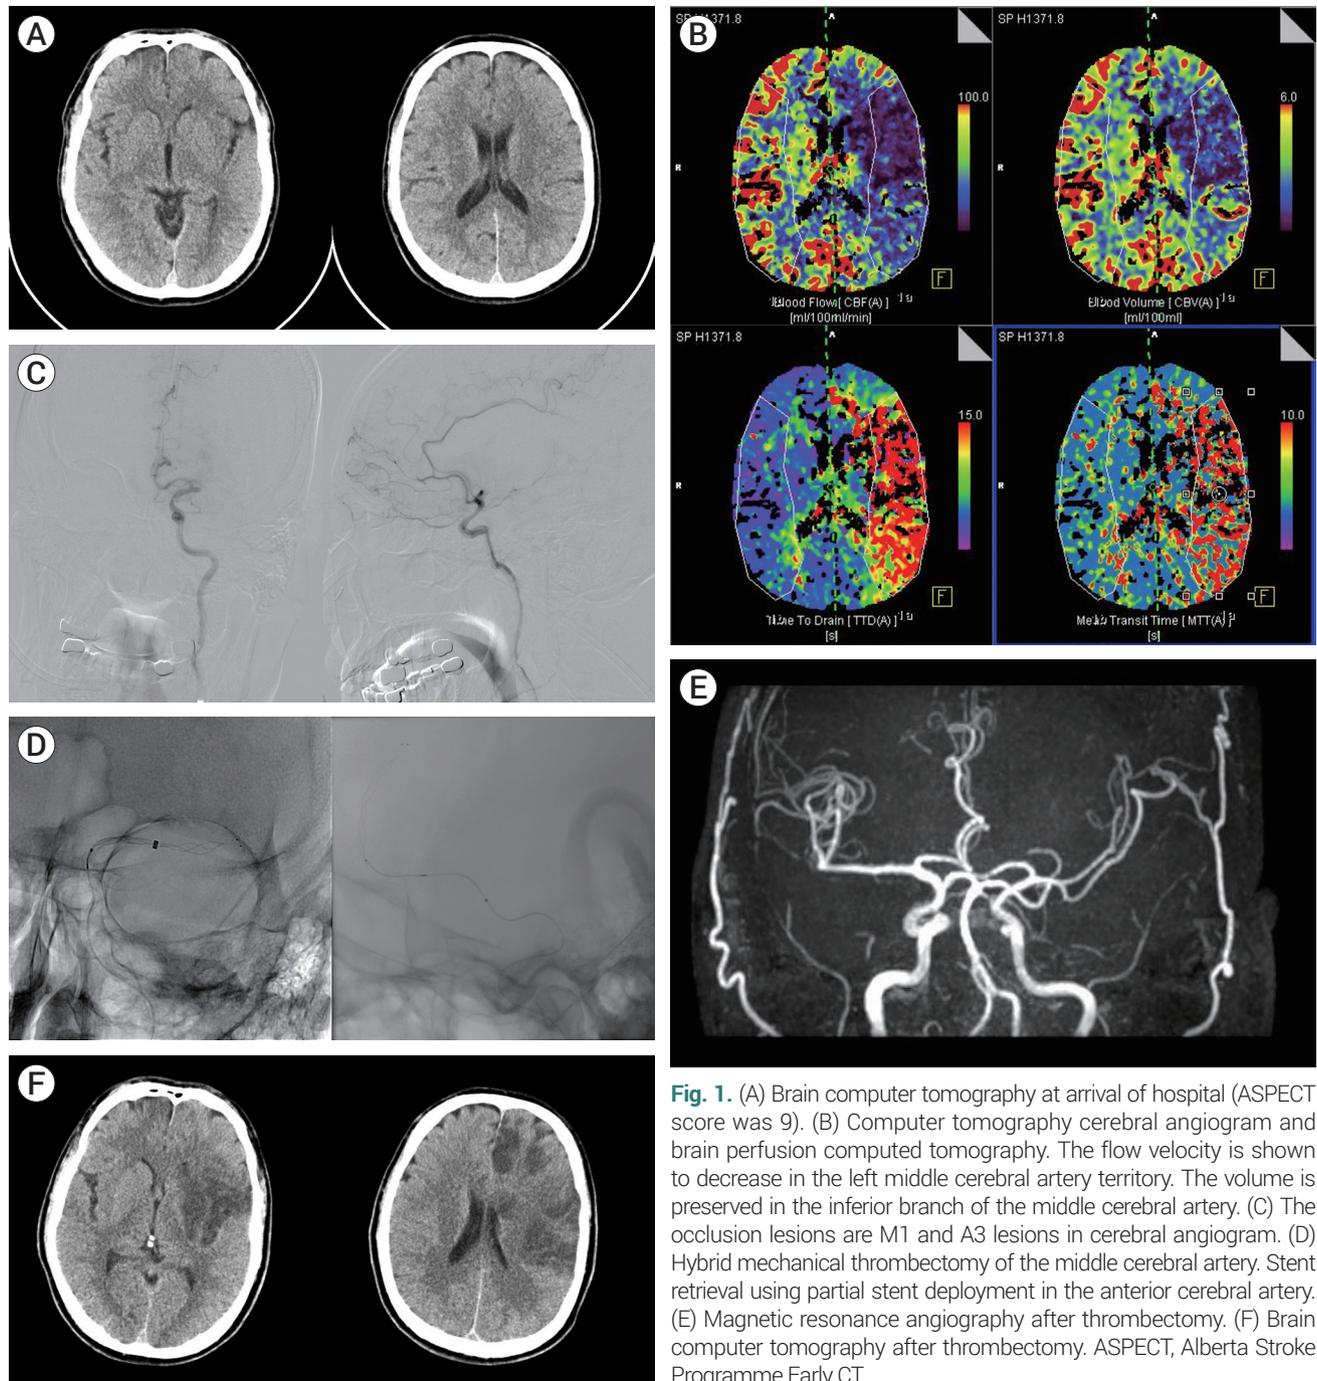 A
B
SP H1371.8
A
R
100.0
F
Blood Flow [ CBF(A) ]
[ml/100ml/min]
SP H1371.8
A
R
6.0
F
Blood Volume [ CBV(A) ]
[ml/100ml]
SP H1371.8
A
R
15.0
F
Time To Drain [ TTD(A) ]
[s]
SP H1371.8
A
R
10.0
F
Mean Transit Time [ MTT(A) ]
[s]
C
D
E
F
Fig. 1. (A) Brain computer tomography at arrival of hospital (ASPECT
score was 9). (B) Computer tomography cerebral angiogram and
brain perfusion computed tomography. The flow velocity is shown
to decrease in the left middle cerebral artery territory. The volume is
preserved in the inferior branch of the middle cerebral artery. (C) The
occlusion lesions are M1 and A3 lesions in cerebral angiogram. (D)
Hybrid mechanical thrombectomy of the middle cerebral artery. Stent
retrieval using partial stent deployment in the anterior cerebral artery.
(E) Magnetic resonance angiography after thrombectomy. (F) Brain
computer tomography after thrombectomy. ASPECT, Alberta Stroke
Programme Early CT